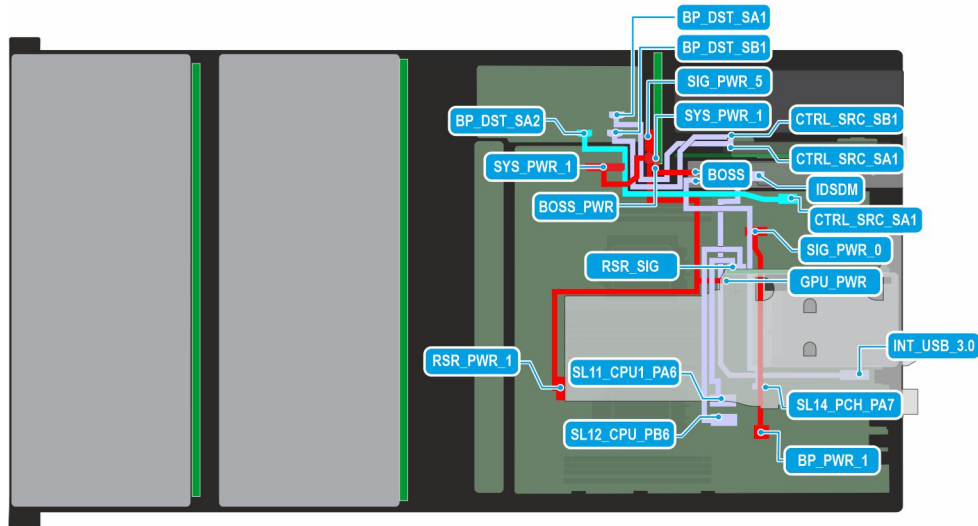 BP_DST_SA1
BP_DST_SB1
SIG_PWR_5
SYS_PWR_1
BP_DST_SA2
CTRL_SRC_SB1
CTRL_SRC_SA1
SYS_PWR_1
BOSS
IDSDM
BOSS_PWR
CTRL_SRC_SA1
SIG_PWR_0
RSR_SIG
GPU_PWR
INT_USB_3.0
RSR_PWR_1
SL11_CPU1_PA6
SL14_PCH_PA7
SL12_CPU_PB6
BP_PWR_1